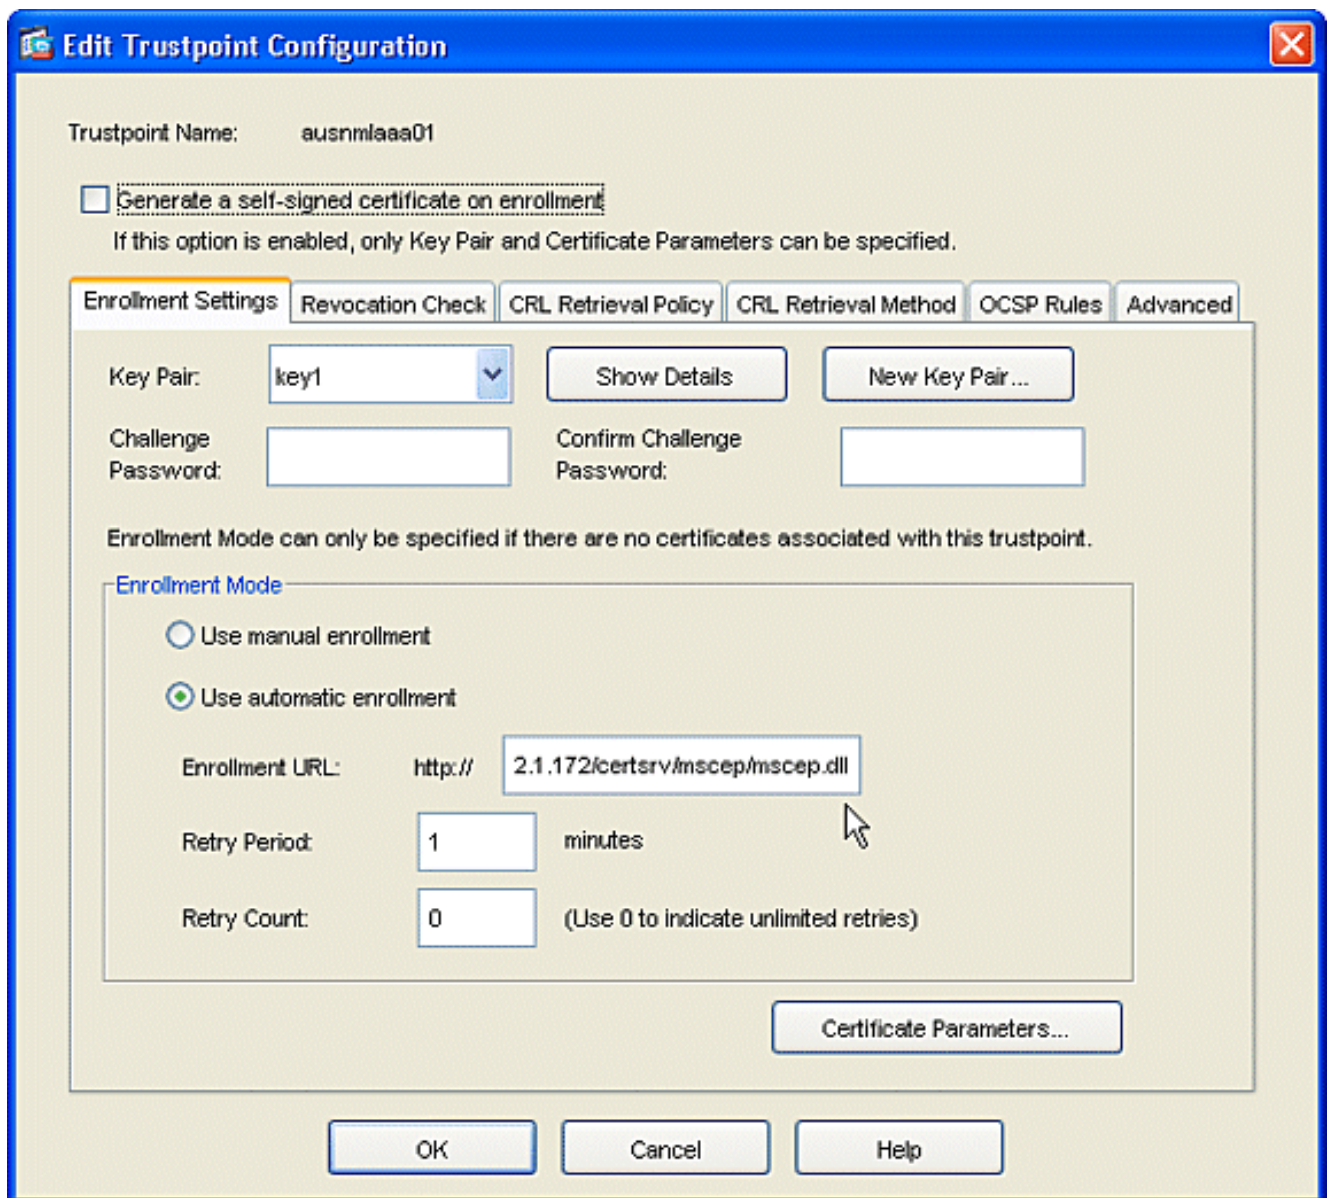 Edit Trustpoint Configuration
Trustpoint Name: ausnmlaaa01
Generate a self-signed certificate on enrollment
If this option is enabled, only Key Pair and Certificate Parameters can be specified.
Enrollment Settings Revocation Check CRL Retrieval Policy CRL Retrieval Method OCSP Rules Advanced
Key Pair: key1 Show Details New Key Pair...
Challenge Password: Confirm Challenge Password:
Enrollment Mode can only be specified if there are no certificates associated with this trustpoint.
Enrollment Mode
Use manual enrollment
Use automatic enrollment
Enrollment URL: http:// 2.1.172/certsrv/mscep/mscep.dll
Retry Period: 1 minutes
Retry Count: 0 (Use 0 to indicate unlimited retries)
Certificate Parameters...
OK Cancel Help